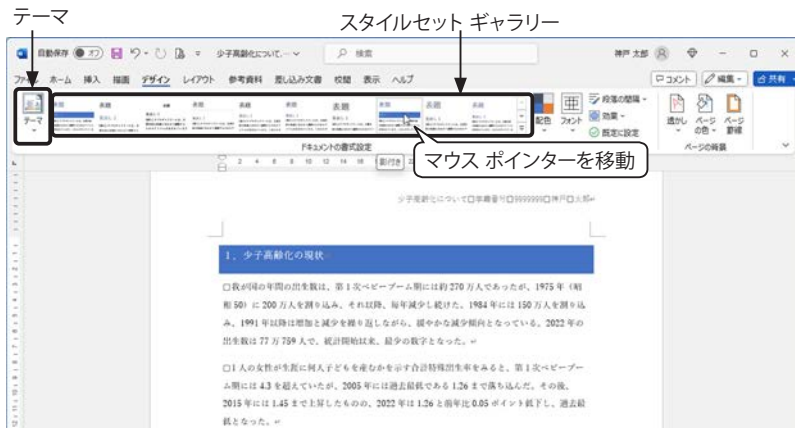 テーマ
スタイルセット ギャラリー
自動保存 オフ 少子高齢化について.… 検索 神戸 太郎
ファイル ホーム 挿入 描画 デザイン レイアウト 参考資料 差し込み文書 校閲 表示 ヘルプ コメント 編集 共有
テーマ 表題 表題 表題 表題 表題 表題 表題 表題 表題 配色 フォント 段落の間隔 効果 既定に設定 透かし ページの色 ページ罫線
ドキュメントの書式設定 ページの背景
影付き
マウス ポインターを移動
少子高齢化について□学籍番号□9999999□神戸□太郎↵
1、少子高齢化の現状
□我が国の年間の出生数は、第1次ベビーブーム期には約270万人であったが、1975年(昭
和50)に200万人を割り込み、それ以降、毎年減少し続けた。1984年には150万人を割り込
み、1991年以降は増加と減少を繰り返しながら、緩やかな減少傾向となっている。2022年の
出生数は77万759人で、統計開始以来、最少の数字となった。↵
□1人の女性が生涯に何人子どもを産むかを示す合計特殊出生率をみると、第1次ベビーブー
ム期には4.3を超えていたが、2005年には過去最低である1.26まで落ち込んだ。その後、
2015年には1.45まで上昇したものの、2022年は1.26と前年比0.05ポイント低下し、過去最
低となった。↵